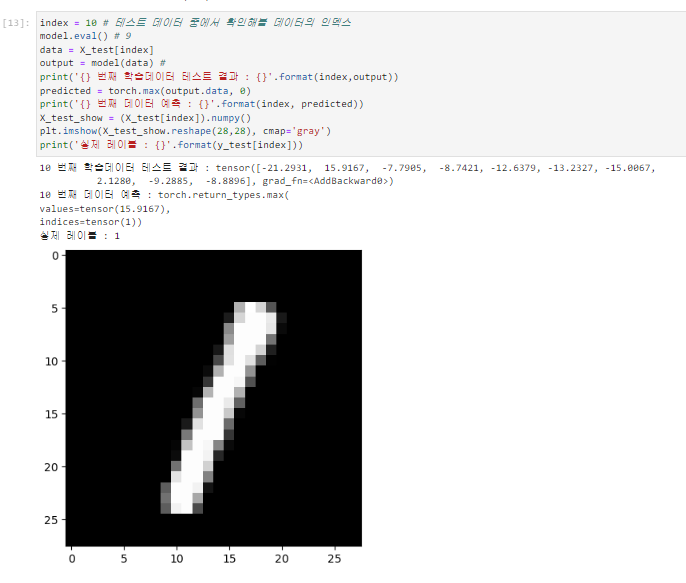 [13]: index = 10 # 테스트 데이터 중에서 확인해볼 데이터의 인덱스
model.eval() # 9
data = X_test[index]
output = model(data) #
print('{} 번째 학습데이터 테스트 결과 : {}'.format(index,output))
predicted = torch.max(output.data, 0)
print('{} 번째 데이터 예측 : {}'.format(index, predicted))
X_test_show = (X_test[index]).numpy()
plt.imshow(X_test_show.reshape(28,28), cmap='gray')
print('실제 레이블 : {}'.format(y_test[index]))
10 번째 학습데이터 테스트 결과 : tensor([-21.2931, 15.9167, -7.7905, -8.7421, -12.6379, -13.2327, -15.0067,
2.1280, -9.2885, -8.8896], grad_fn=<AddBackward0>)
10 번째 데이터 예측 : torch.return_types.max(
values=tensor(15.9167),
indices=tensor(1))
실제 레이블 : 1
0
5
10
15
20
25
0 5 10 15 20 25